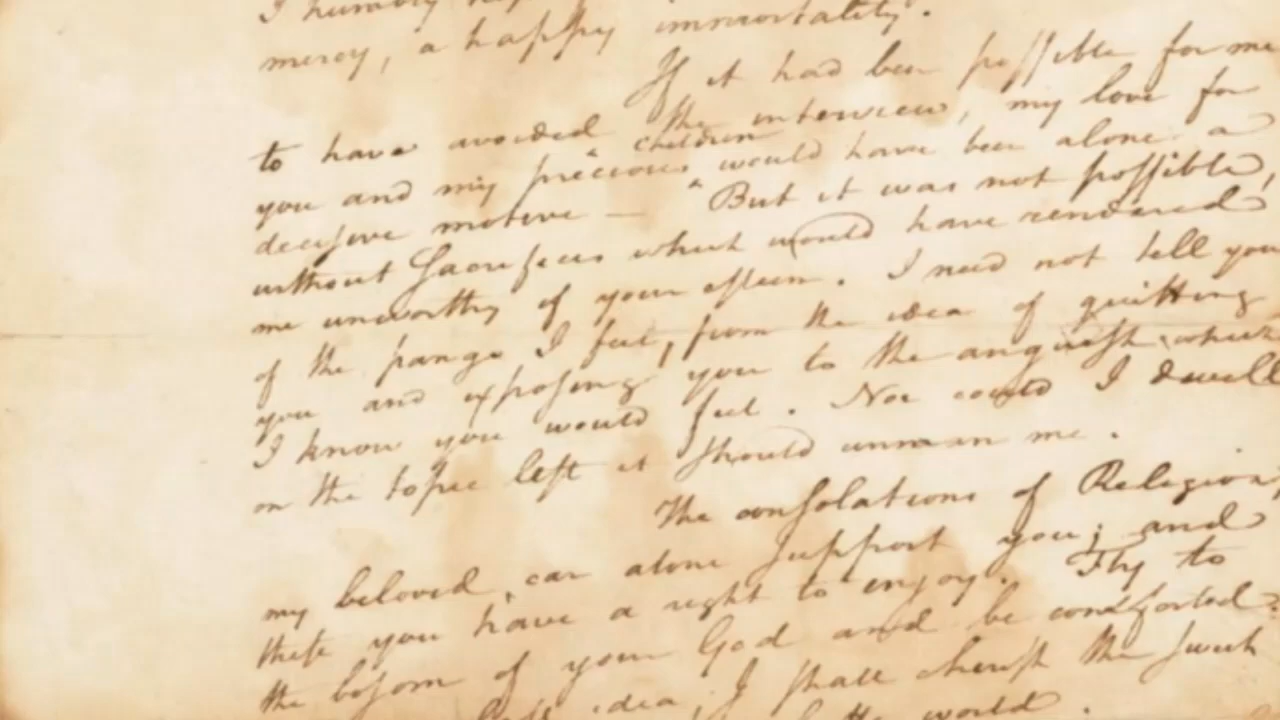 I humbly
mercy, a happy immortality.
If it had been possible for me
to have avoided the interview, my love for
you and my precious children would have been alone a
decisive motive — But it was not possible,
without Sacrifices which would have rendered
me unworthy of your esteem. I need not tell you
of the pangs I feel, from the idea of quitting
you and exposing you to the anguish which
I know you would feel. Nor could I dwell
on the topic left it should unman me.
The consolations of Religion,
my beloved, can alone support you; and
these you have a right to enjoy. Fly to
the bosom of your God and be comforted.
last idea, I shall cherish the sweet
world.